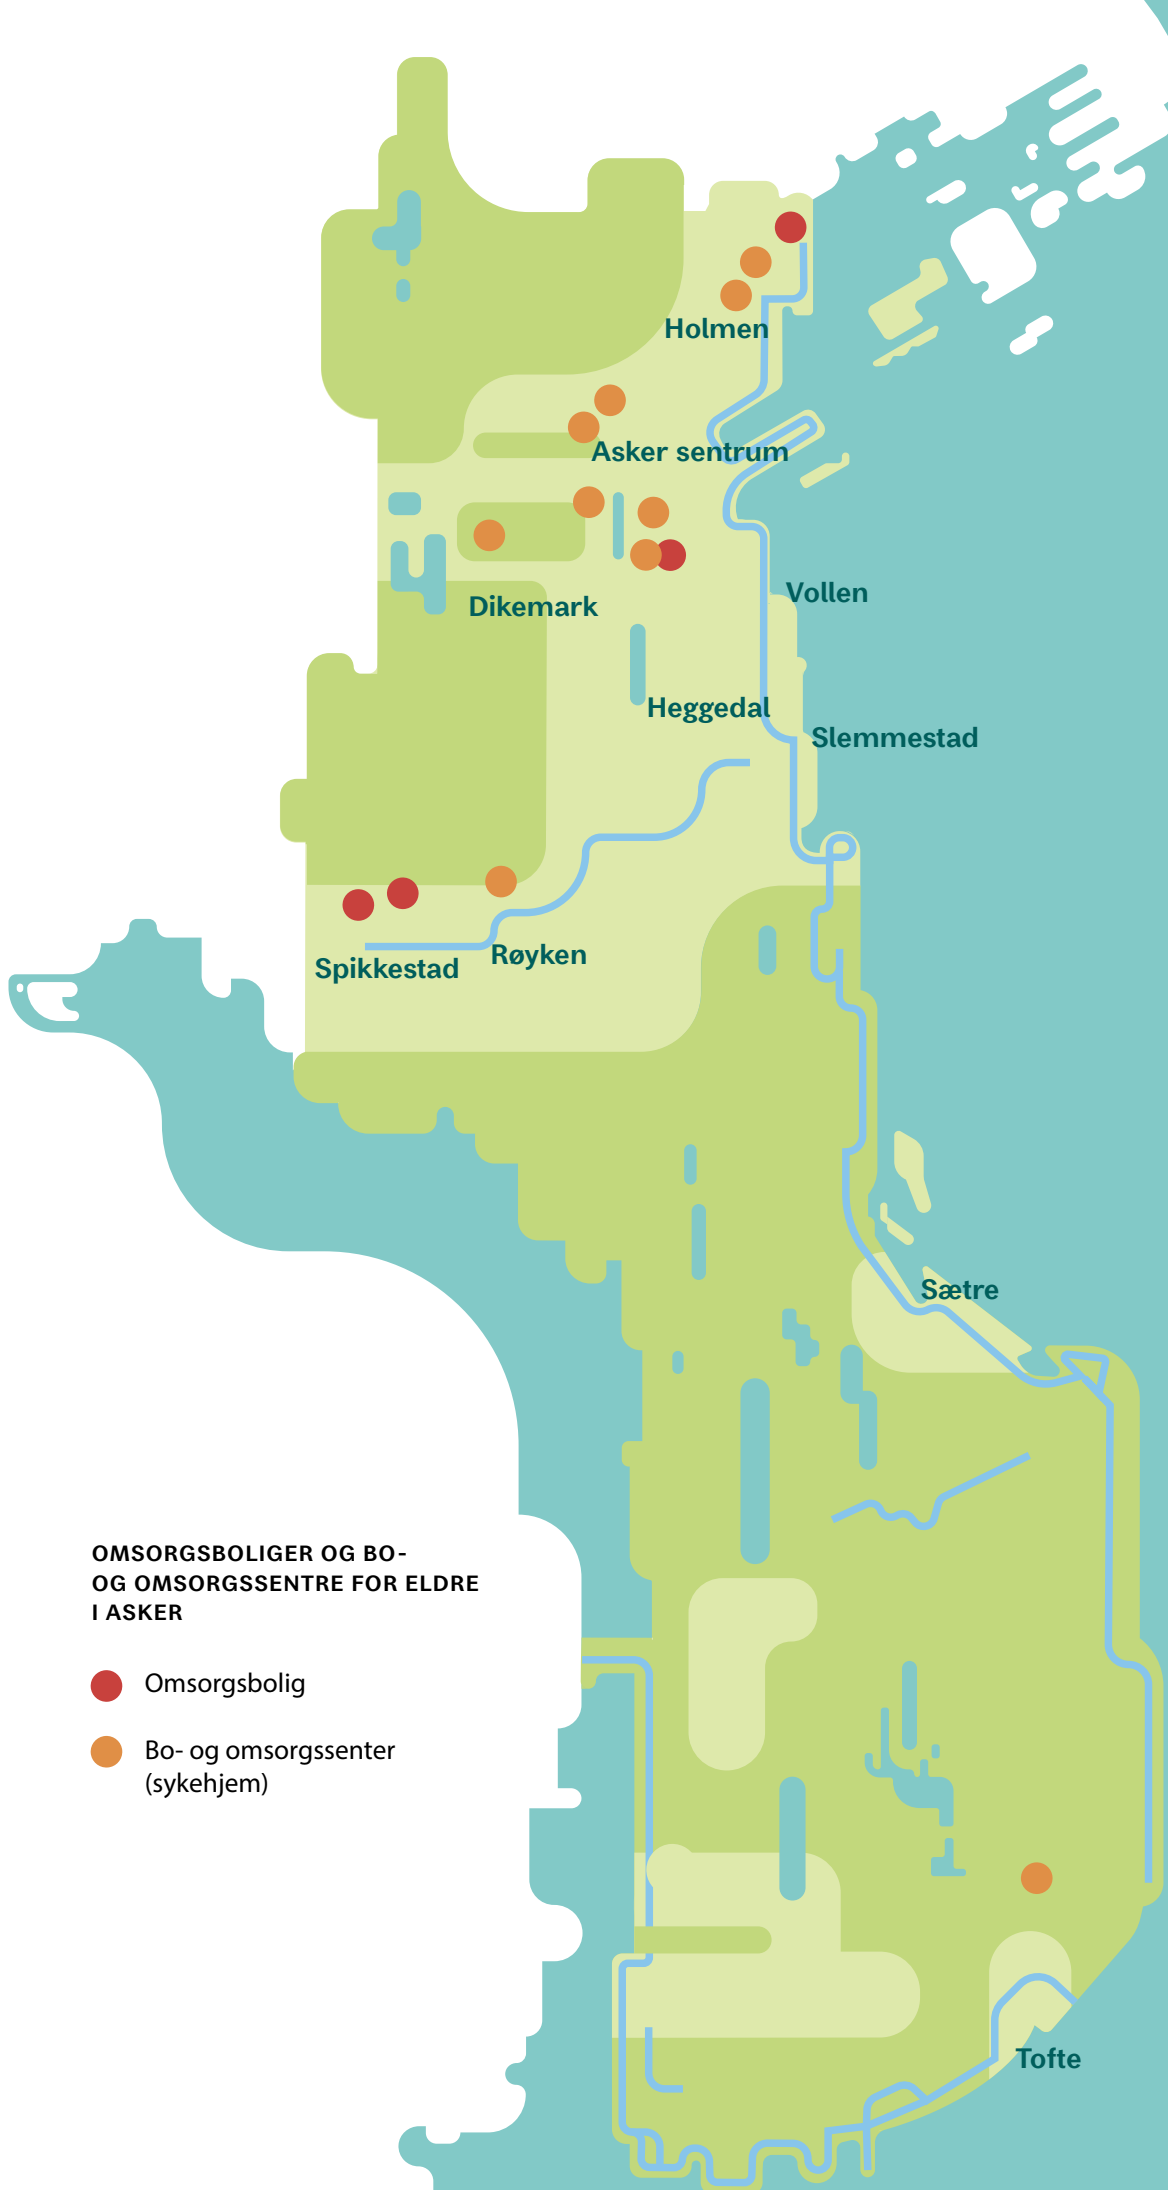 Holmen
Asker sentrum
Vollen
Dikemark
Heggedal
Slemmestad
Røyken
Spikkestad
Sætre
OMSORGSBOLIGER OG BO-
OG OMSORGSSENTRE FOR ELDRE
I ASKER
Omsorgsbolig
Bo- og omsorgssenter
(sykehjem)
Tofte